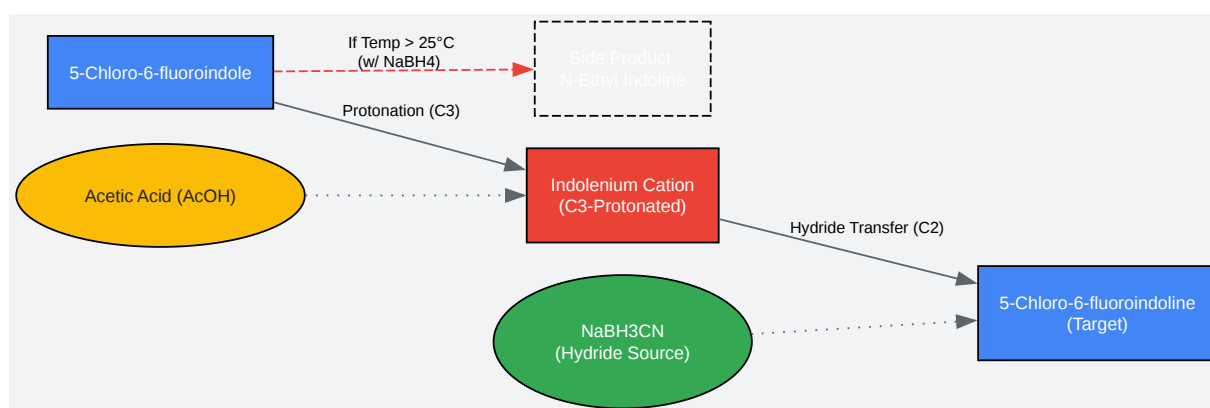 5-Chloro-6-fluoroindole
If Temp > 25°C
(w/ NaBH4)
Side Product:
N-Ethyl Indoline
Protonation (C3)
Acetic Acid (AcOH)
Indolenium Cation
(C3-Protonated)
Hydride Transfer (C2)
5-Chloro-6-fluoroindoline
(Target)
NaBH3CN
(Hydride Source)